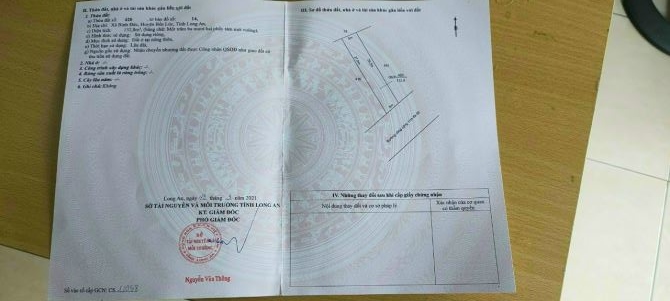 II. Thửa đất, nhà ở và tài sản khác gắn liền với đất
1. Thửa đất:
a) Thửa đất số: 420 tờ bản đồ số: 14,
b) Địa chỉ: Xã Bình Đức, Huyện Bến Lức, Tỉnh Long An,
c) Diện tích: 132,8m², (bằng chữ: Một trăm ba mươi hai phẩy tám mét vuông),
d) Hình thức sử dụng: Sử dụng riêng,
đ) Mục đích sử dụng: Đất ở tại nông thôn,
e) Thời hạn sử dụng: Lâu dài,
g) Nguồn gốc sử dụng: Nhận chuyển nhượng đất được Công nhận QSDĐ như giao đất có thu tiền sử dụng đất.
2. Nhà ở: -/-
3. Công trình xây dựng khác: -/-
4. Rừng sản xuất là rừng trồng: -/-
5. Cây lâu năm: -/-
6. Ghi chú: Không
Long An, ngày 02 tháng 3 năm 2021
SỞ TÀI NGUYÊN VÀ MÔI TRƯỜNG TỈNH LONG AN
KT. GIÁM ĐỐC
PHÓ GIÁM ĐỐC
SỞ
TÀI NGUYÊN VÀ
MÔI TRƯỜNG
Nguyễn Văn Thông
Số vào sổ cấp GCN: CS
III. Sơ đồ thửa đất, nhà ở và tài sản khác gắn liền với đất
IV. Những thay đổi sau khi cấp giấy chứng nhận
Nội dung thay đổi và cơ sở pháp lý
Xác nhận của cơ quan có thẩm quyền